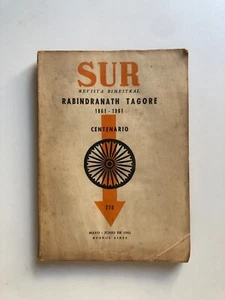 SUR
REVISTA BIMESTRAL
RABINDRANATH TAGORE
1861 - 1961
CENTENARIO
270
MAYO - JUNIO DE 1961
BUENOS AIRES